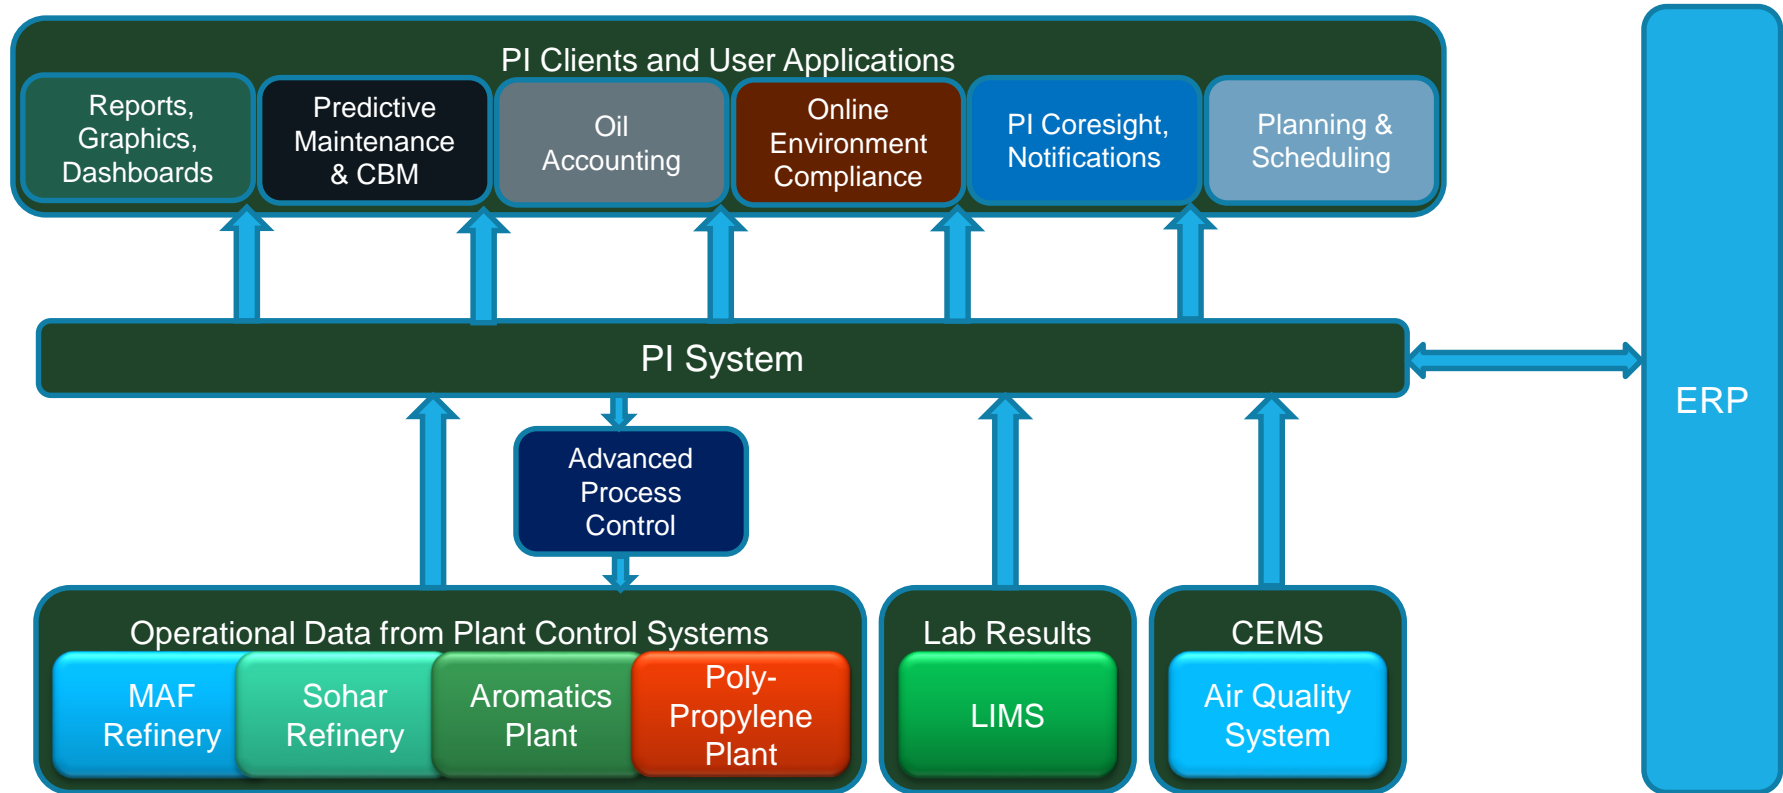 PI Clients and User Applications
Reports,
Graphics,
Dashboards
Predictive
Maintenance
& CBM
Oil
Accounting
Online
Environment
Compliance
PI Coresight,
Notifications
Planning &
Scheduling
PI System
ERP
Advanced
Process
Control
Operational Data from Plant Control Systems
MAF
Refinery
Sohar
Refinery
Aromatics
Plant
Poly-
Propylene
Plant
Lab Results
LIMS
CEMS
Air Quality
System